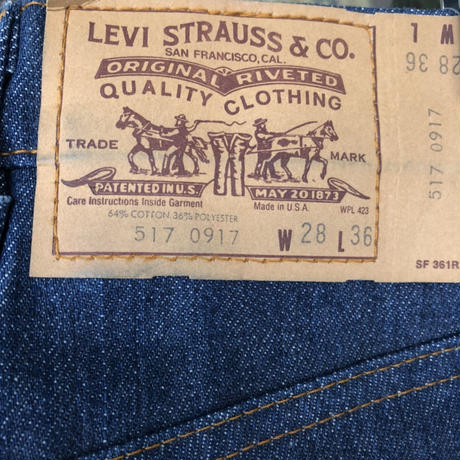 LEVI STRAUSS & CO.
SAN FRANCISCO, CAL.
ORIGINAL RIVETED
QUALITY CLOTHING
TRADE MARK
PATENTED IN U.S. MAY 20 1873
Care Instructions Inside Garment Made in U.S.A. WPL 423
64% COTTON 36% POLYESTER
517 0917 W 28 L 36
W L
28 36
517 0917
SF 361R